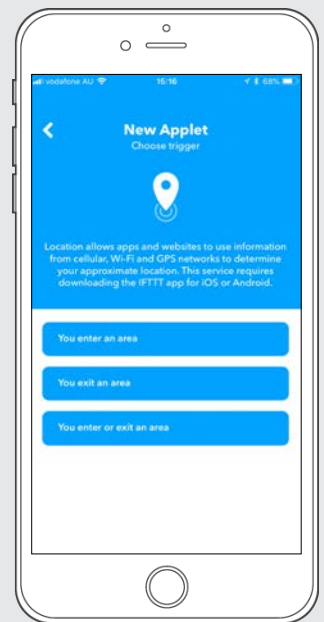 vodafone AU 15:16 68%
New Applet
Choose trigger
Location allows apps and websites to use information
from cellular, Wi-Fi and GPS networks to determine
your approximate location. This service requires
downloading the IFTTT app for iOS or Android.
You enter an area
You exit an area
You enter or exit an area